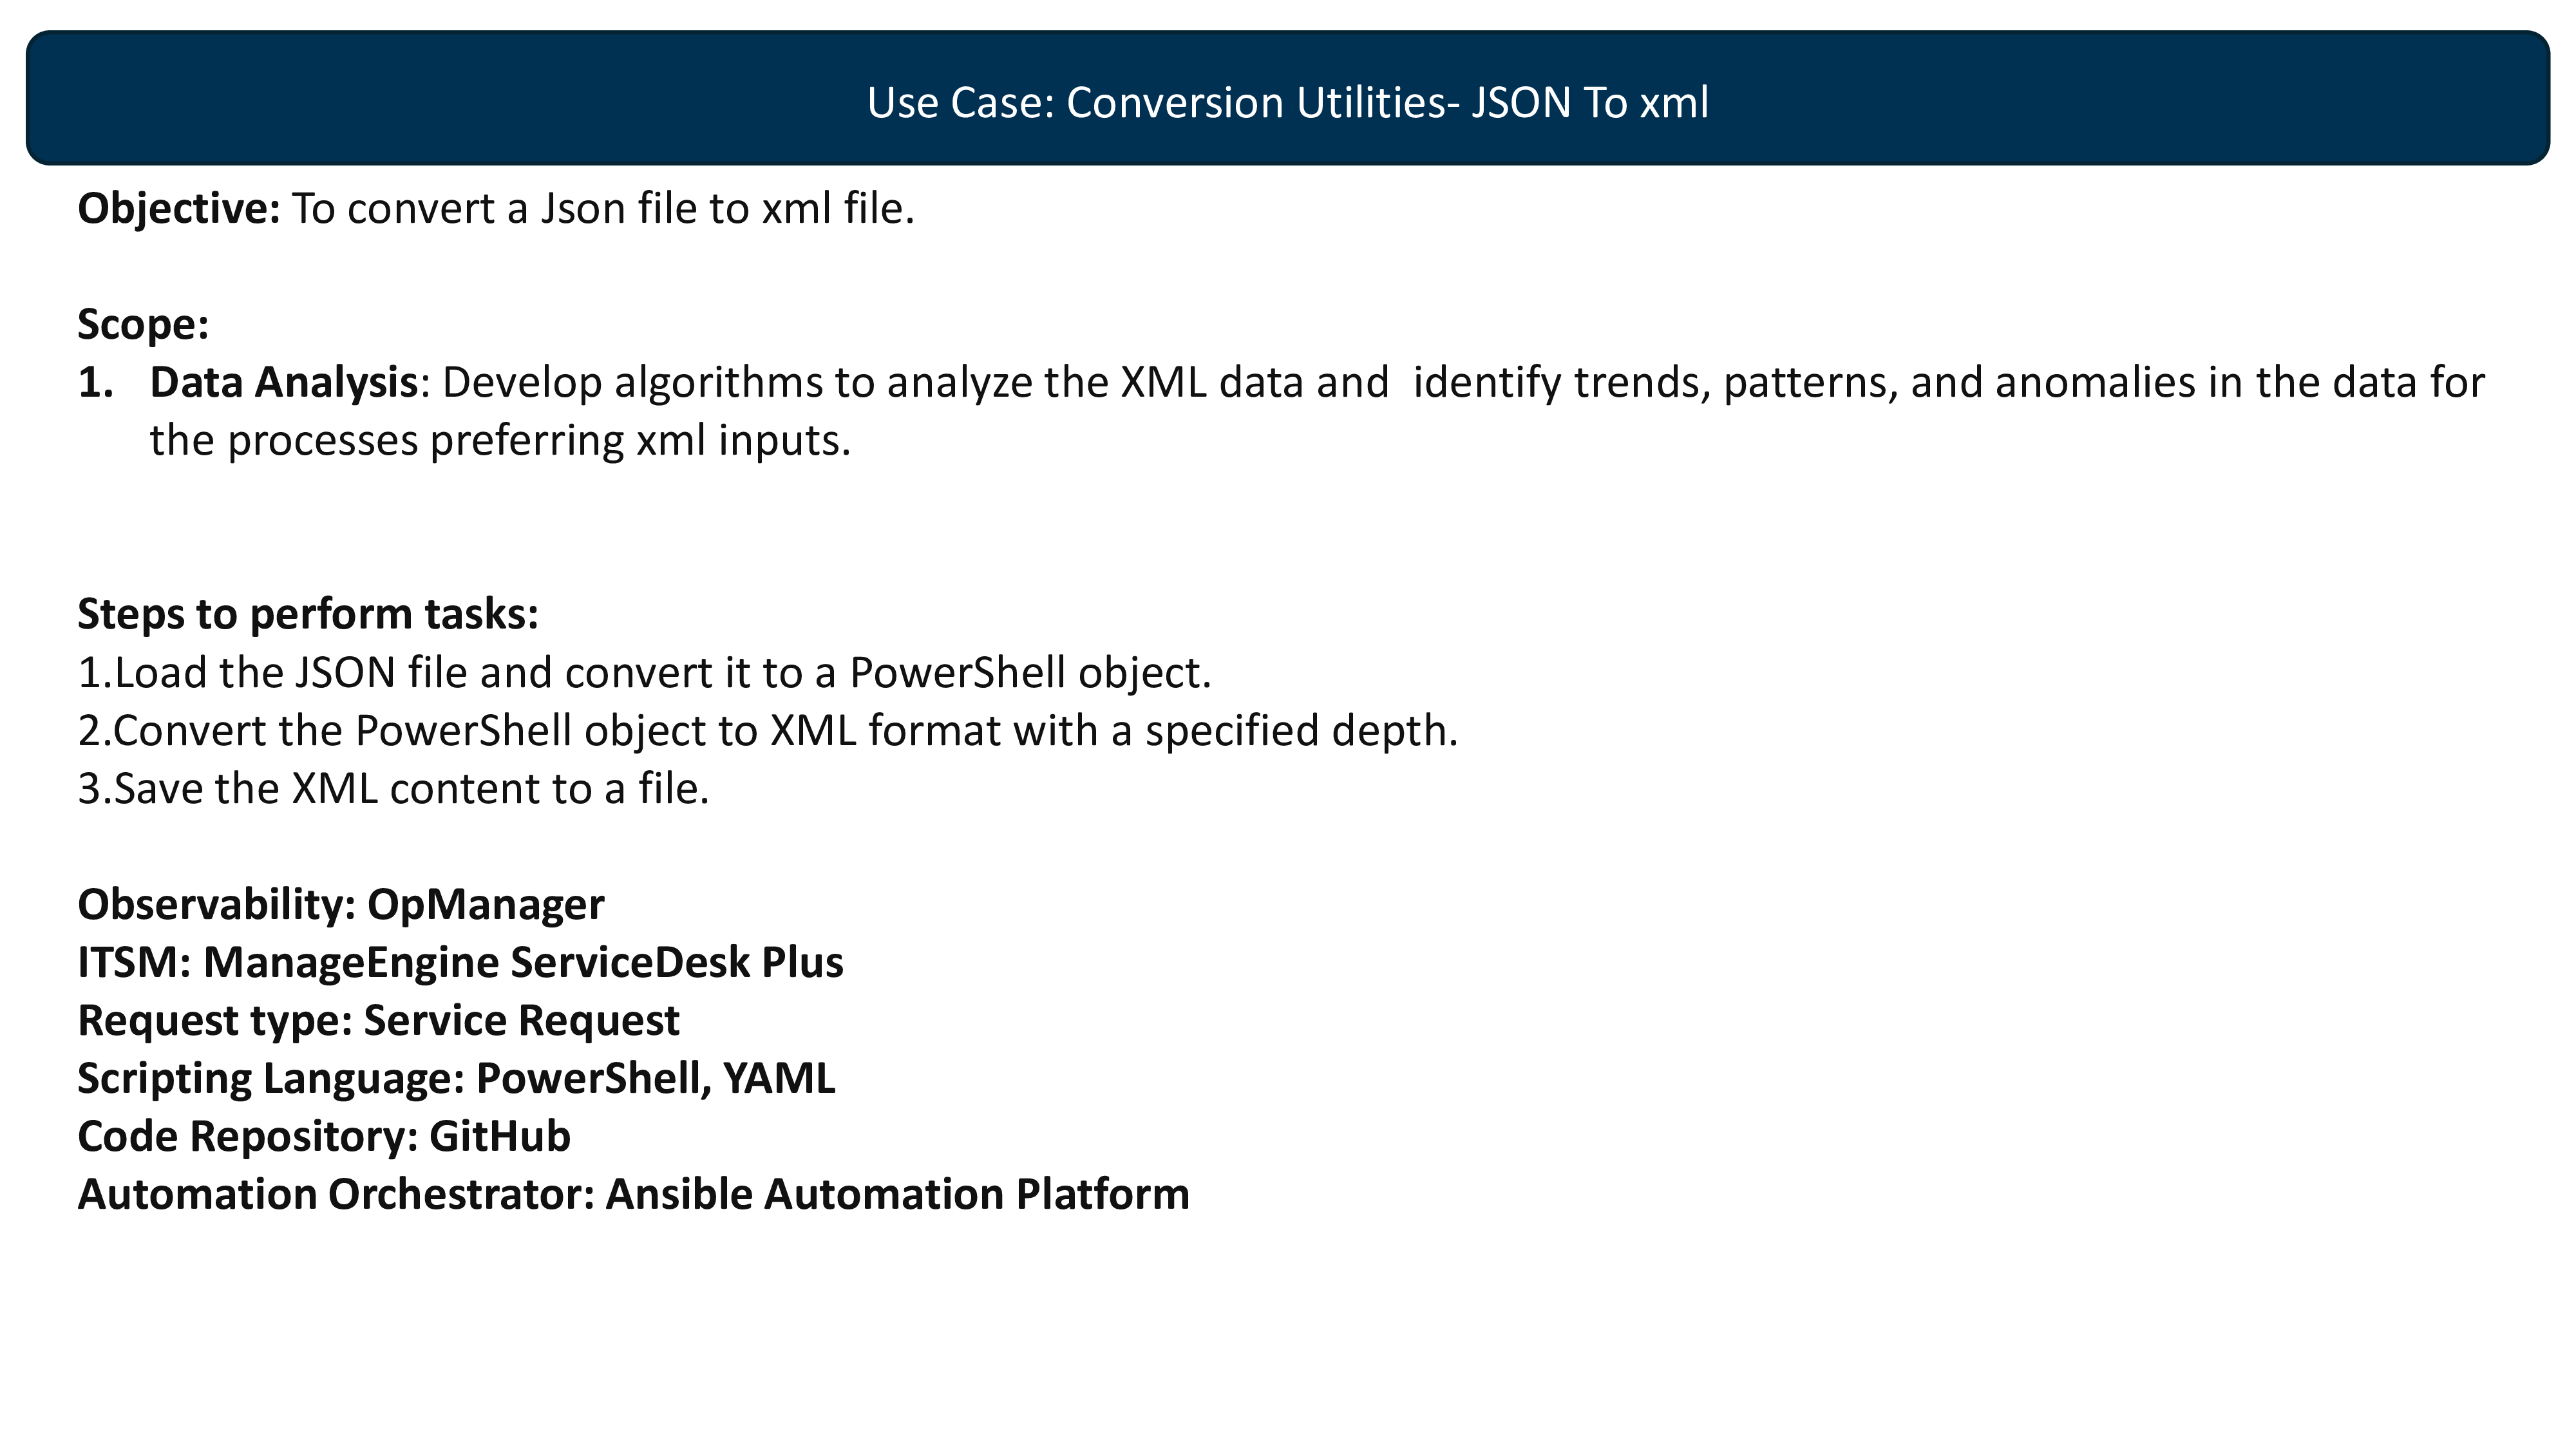 Use Case: Conversion Utilities- JSON To xml
Objective: To convert a Json file to xml file.
Scope:
1. Data Analysis: Develop algorithms to analyze the XML data and  identify trends, patterns, and anomalies in the data for
the processes preferring xml inputs.
Steps to perform tasks:
1.Load the JSON file and convert it to a PowerShell object.
2.Convert the PowerShell object to XML format with a specified depth.
3.Save the XML content to a file.
Observability: OpManager
ITSM: ManageEngine ServiceDesk Plus
Request type: Service Request
Scripting Language: PowerShell, YAML
Code Repository: GitHub
Automation Orchestrator: Ansible Automation Platform